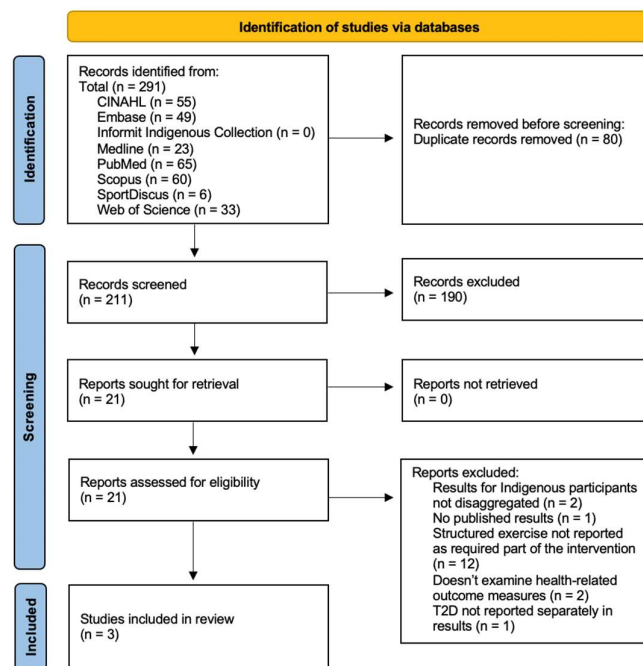 Identification of studies via databases
Identification
Records identified from:
Total (n = 291)
CINAHL (n = 55)
Embase (n = 49)
Informit Indigenous Collection (n = 0)
Medline (n = 23)
PubMed (n = 65)
Scopus (n = 60)
SportDiscus (n = 6)
Web of Science (n = 33)
Records removed before screening:
Duplicate records removed (n = 80)
Screening
Records screened
(n = 211)
Records excluded
(n = 190)
Reports sought for retrieval
(n = 21)
Reports not retrieved
(n = 0)
Reports assessed for eligibility
(n = 21)
Reports excluded:
Results for Indigenous participants
not disaggregated (n = 2)
No published results (n = 1)
Structured exercise not reported
as required part of the intervention
(n = 12)
Doesn't examine health-related
outcome measures (n = 2)
T2D not reported separately in
results (n = 1)
Included
Studies included in review
(n = 3)